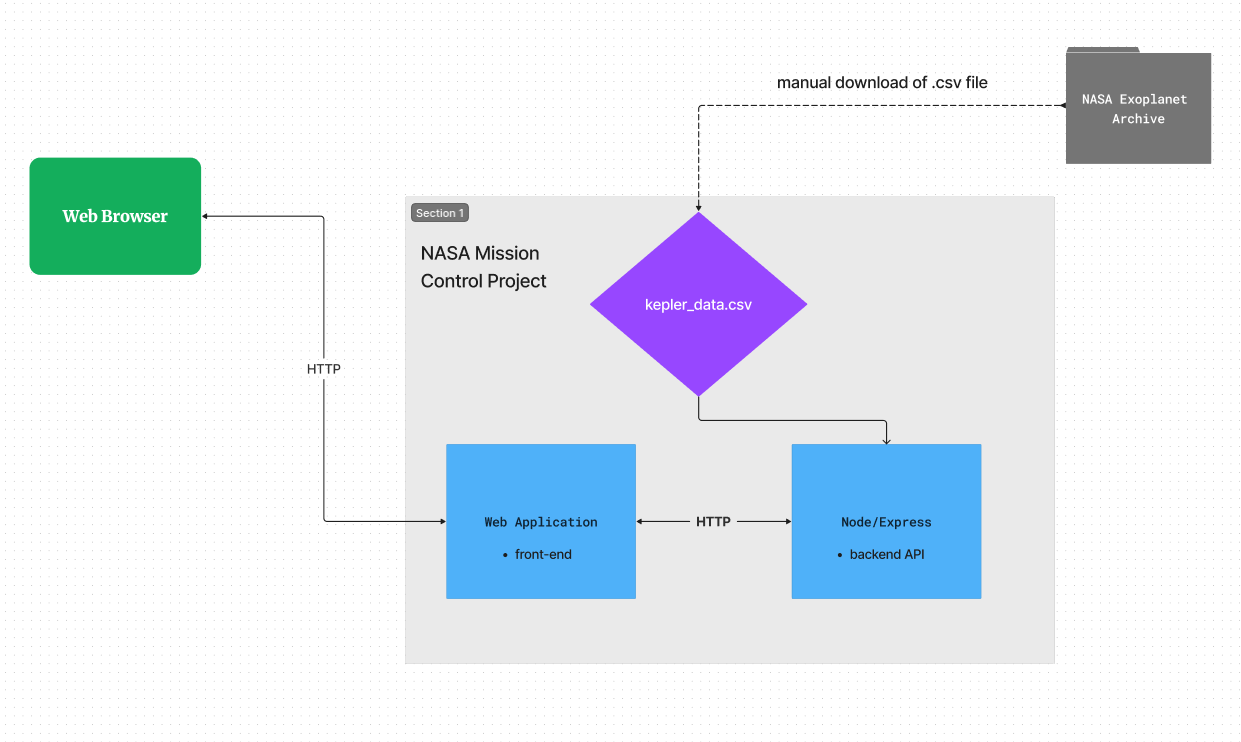 manual download of .csv file
NASA Exoplanet
Archive
Web Browser
Section 1
NASA Mission
Control Project
kepler_data.csv
HTTP
Web Application
• front-end
HTTP
Node/Express
• backend API